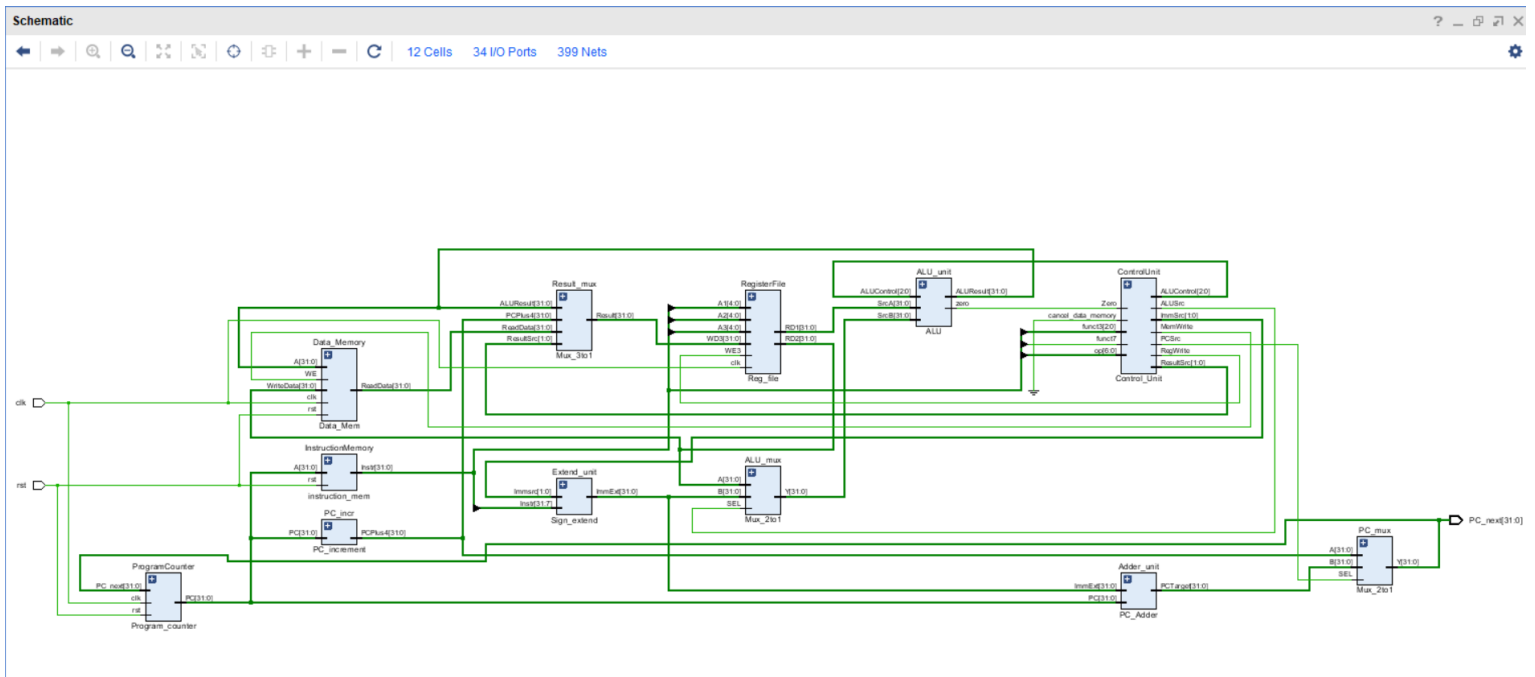 Schematic
12 Cells 34 I/O Ports 399 Nets
clk
rst
Data_Memory
A[31:0]
WE
WriteData[31:0]
clk
rst
ReadData[31:0]
Data_Mem
InstructionMemory
A[31:0]
rst
Instr[31:0]
instruction_mem
PC_incr
PC[31:0]
PCPlus4[31:0]
PC_increment
ProgramCounter
PC_next[31:0]
clk
rst
PC[31:0]
Program_counter
Result_mux
ALUResult[31:0]
PCPlus4[31:0]
ReadData[31:0]
ResultSrc[1:0]
Result[31:0]
Mux_3to1
Extend_unit
Immsrc[1:0]
Instr[31:7]
ImmExt[31:0]
Sign_extend
RegisterFile
A1[4:0]
A2[4:0]
A3[4:0]
WD3[31:0]
WE3
clk
RD1[31:0]
RD2[31:0]
Reg_file
ALU_mux
A[31:0]
B[31:0]
SEL
Y[31:0]
Mux_2to1
ALU_unit
ALUControl[2:0]
SrcA[31:0]
SrcB[31:0]
ALUResult[31:0]
zero
ALU
ControlUnit
Zero
cancel_data_memory
funct3[2:0]
funct7
op[6:0]
ALUControl[2:0]
ALUSrc
ImmSrc[1:0]
MemWrite
PCSrc
RegWrite
ResultSrc[1:0]
Control_Unit
Adder_unit
ImmExt[31:0]
PC[31:0]
PCTarget[31:0]
PC_Adder
PC_mux
A[31:0]
B[31:0]
SEL
Y[31:0]
Mux_2to1
PC_next[31:0]